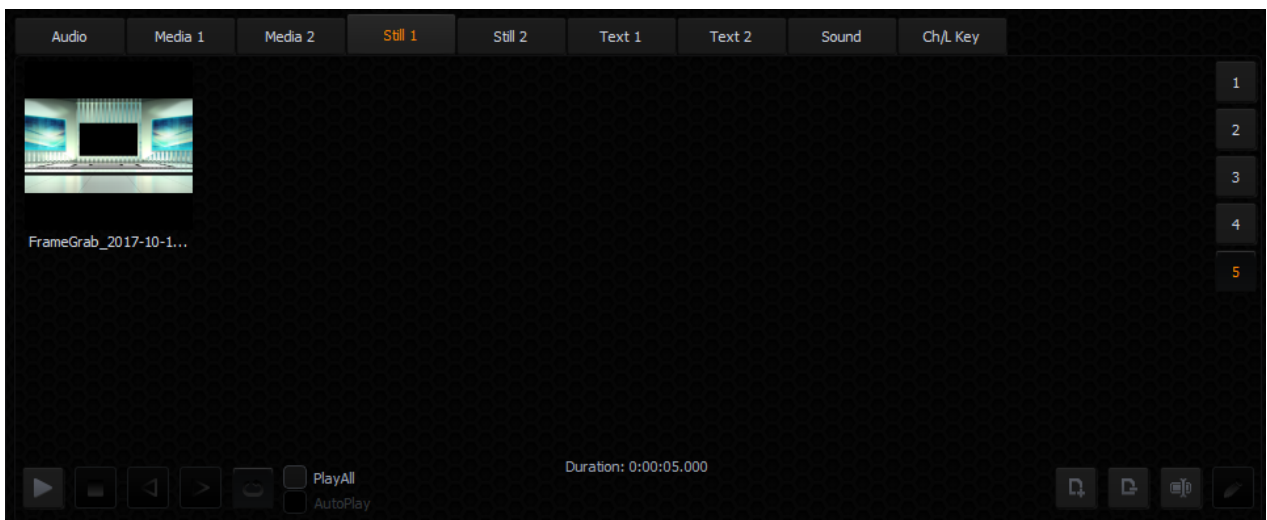 Audio Media 1 Media 2 Still 1 Still 2 Text 1 Text 2 Sound Ch/L Key
1
2
3
4
FrameGrab_2017-10-1...
5
Duration: 0:00:05.000
PlayAll
AutoPlay